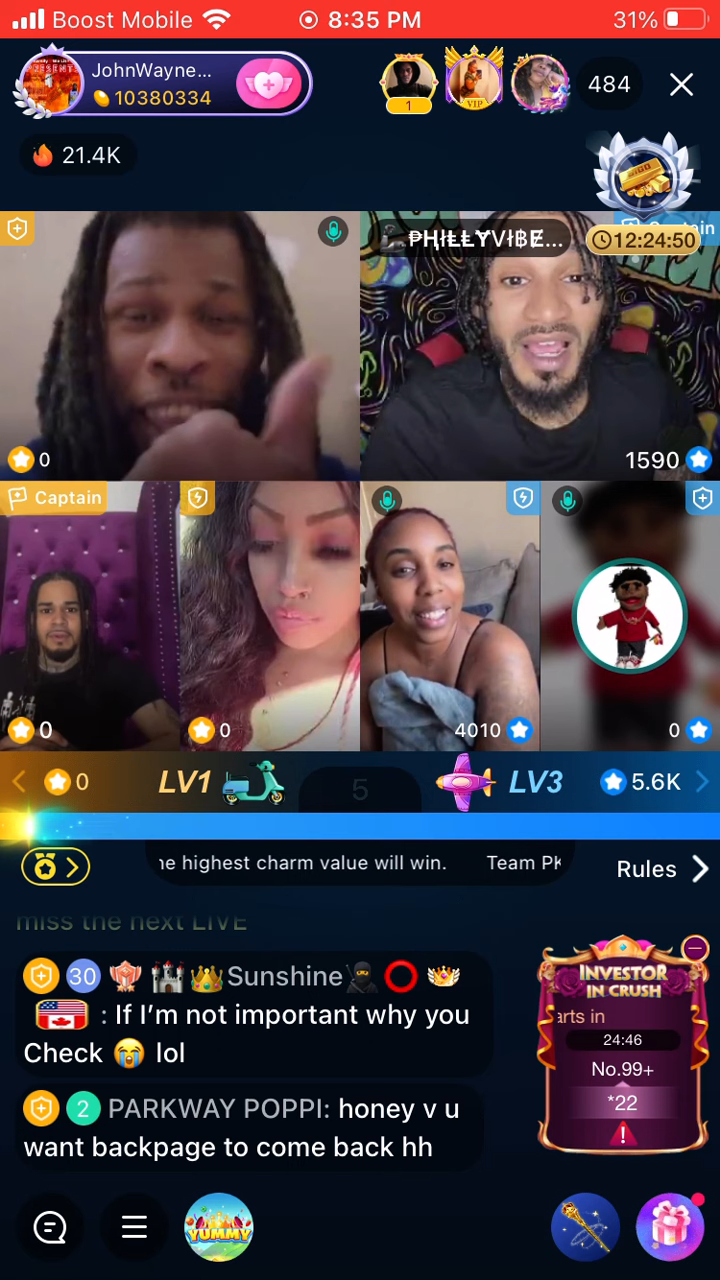 Boost Mobile
8:35 PM
31%
JohnWayne...
10380334
1
VIP
484
21.4K
₱ⱧłⱠⱠɎVł฿Ɇ...
12:24:50
0
1590
Captain
0
0
4010
0
0
LV1
5
LV3
5.6K
highest charm value will win. Team PK
Rules
miss the next LIVE
30 Sunshine
: If I'm not important why you
Check 😭 lol
2 PARKWAY POPPI: honey v u
want backpage to come back hh
INVESTOR
IN CRUSH
arts in
24:46
No.99+
*22
!
YUMMY